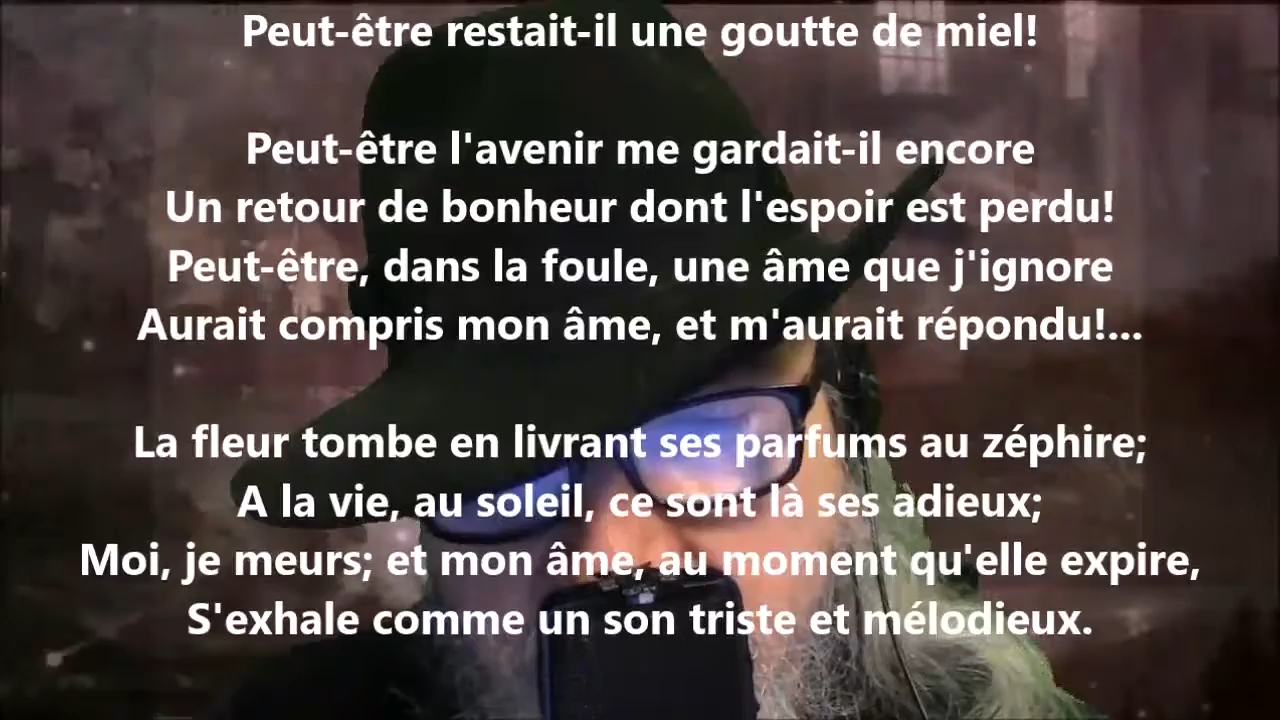 Peut-être restait-il une goutte de miel!
Peut-être l'avenir me gardait-il encore
Un retour de bonheur dont l'espoir est perdu!
Peut-être, dans la foule, une âme que j'ignore
Aurait compris mon âme, et m'aurait répondu!...
La fleur tombe en livrant ses parfums au zéphire;
A la vie, au soleil, ce sont là ses adieux;
Moi, je meurs; et mon âme, au moment qu'elle expire,
S'exhale comme un son triste et mélodieux.